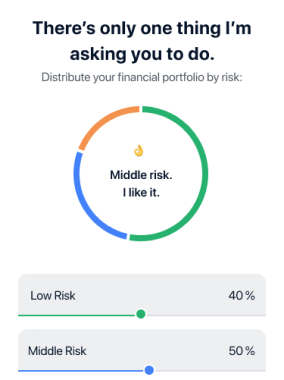 There’s only one thing I’m
asking you to do.
Distribute your financial portfolio by risk:
👌
Middle risk.
I like it.
Low Risk 40 %
Middle Risk 50 %